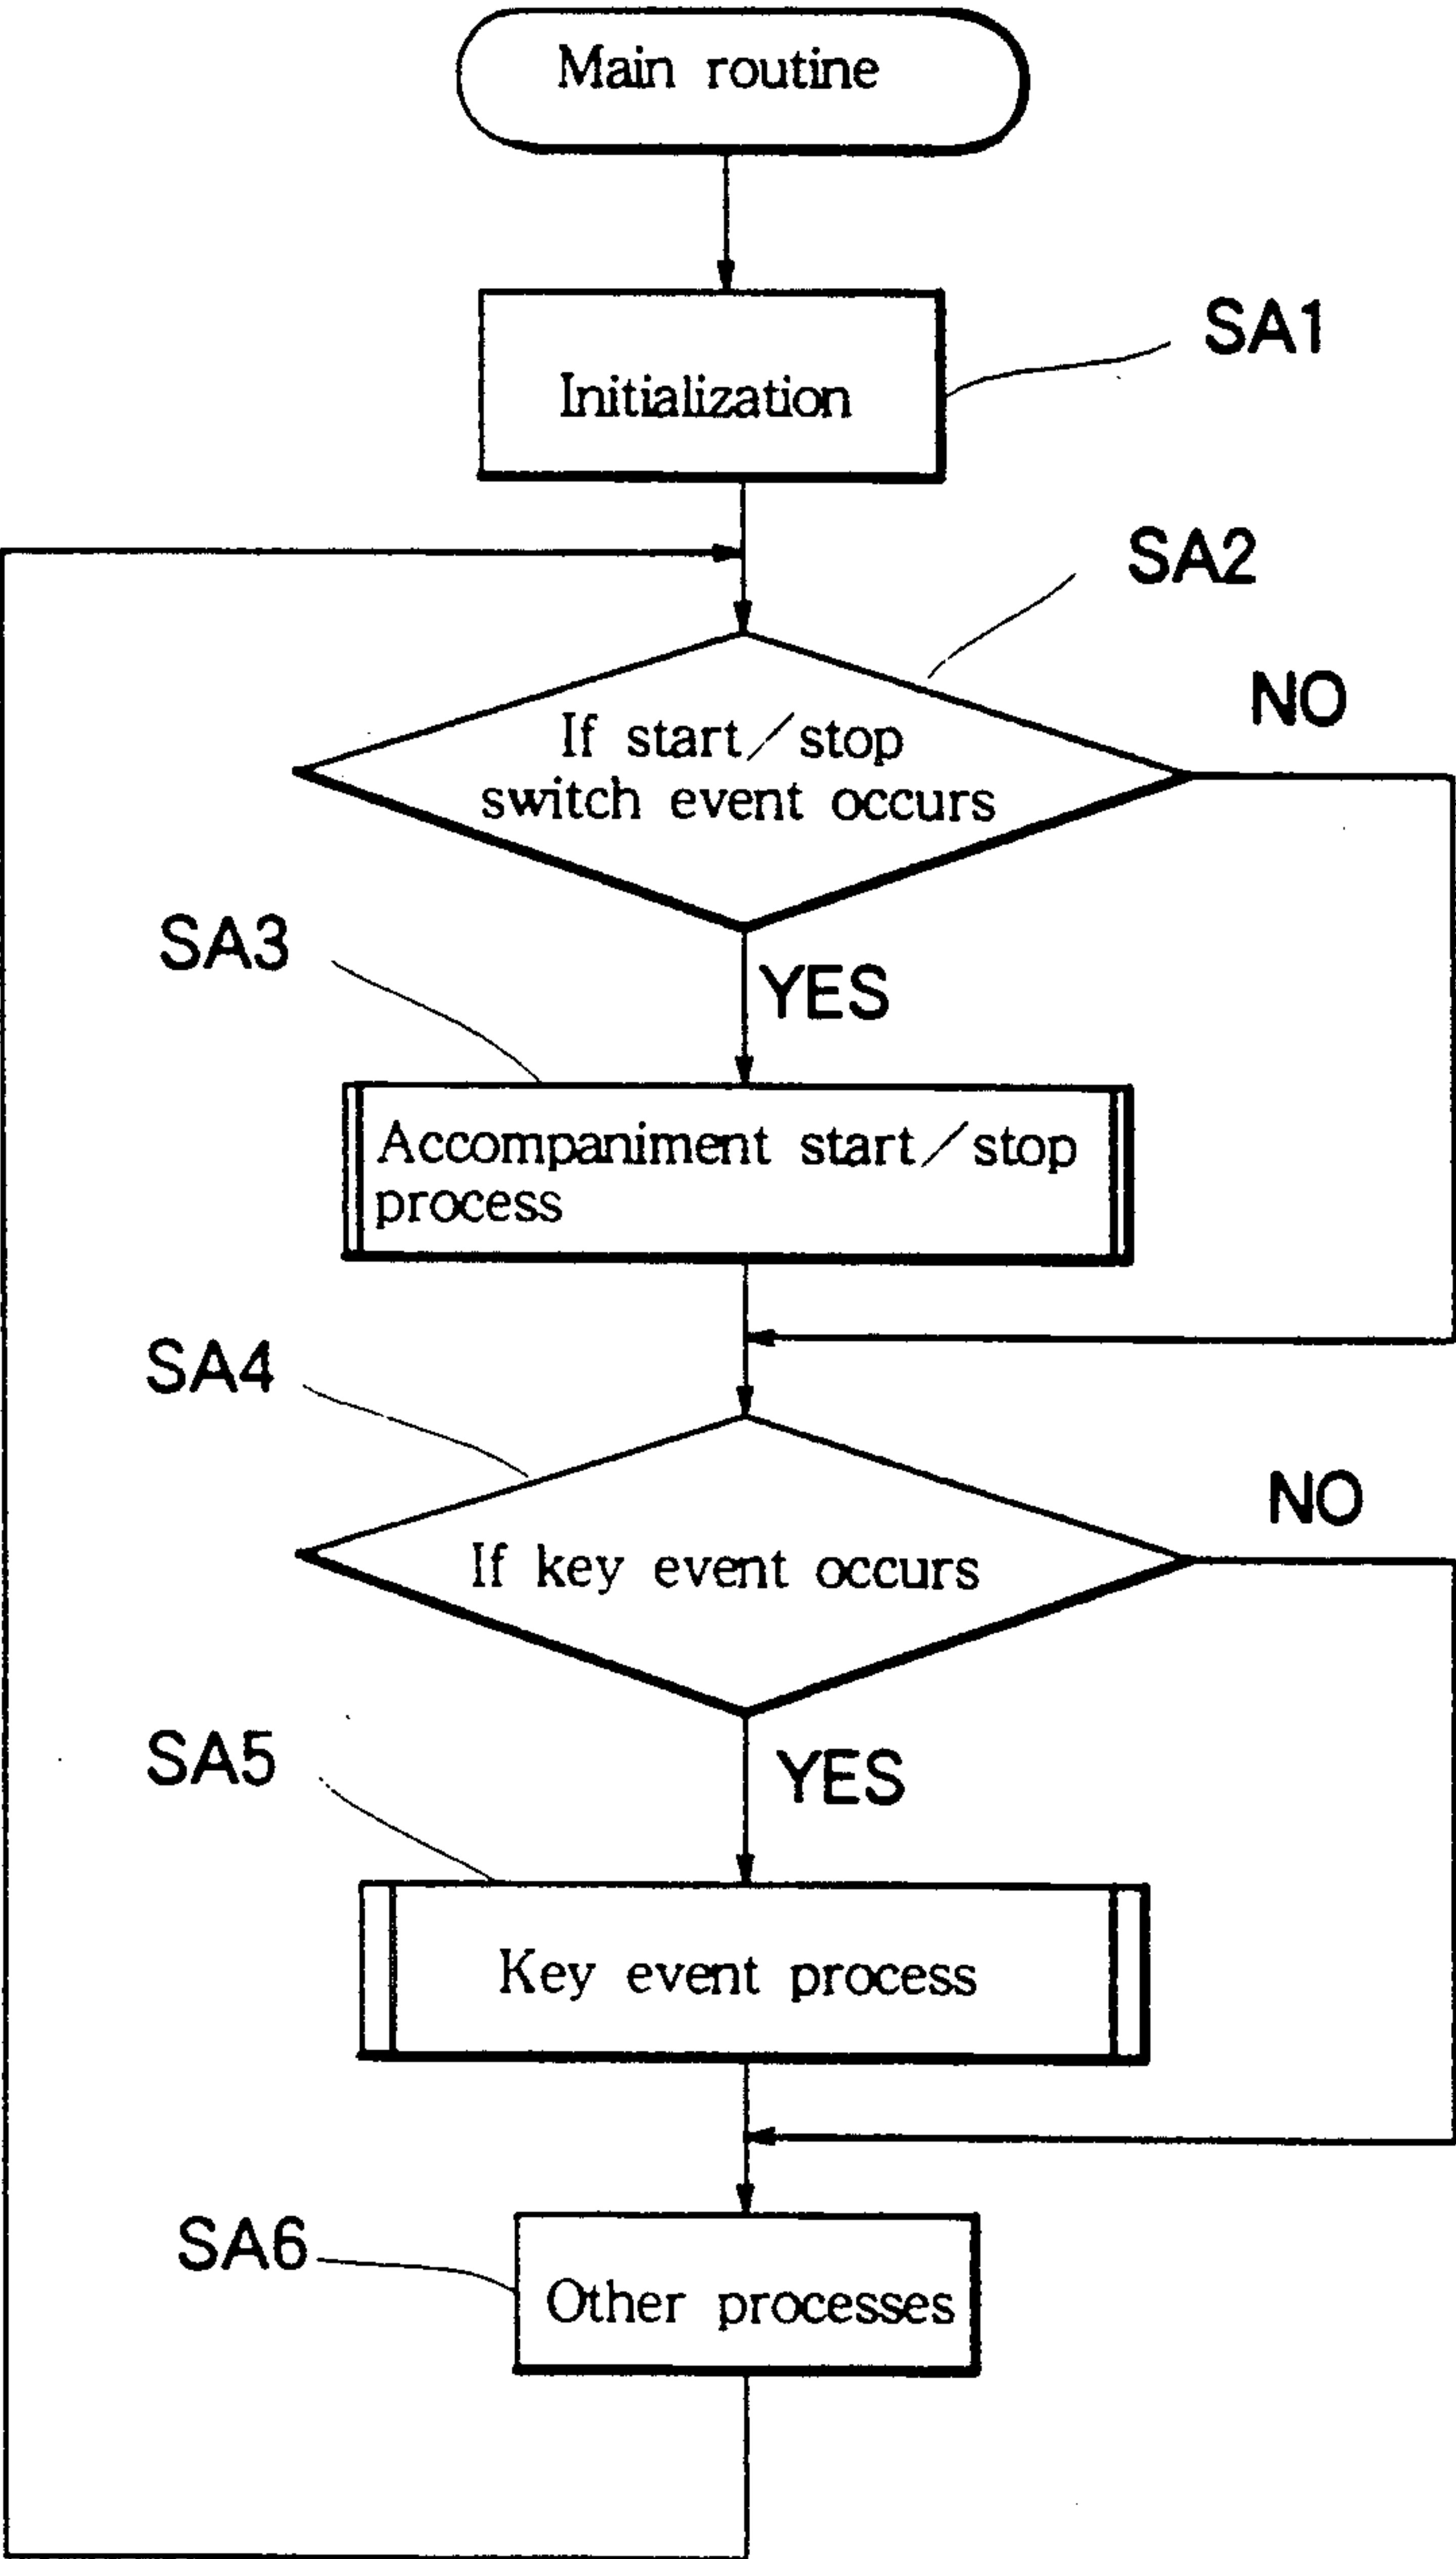 Main routine
Initialization
SA1
SA2
If start/stop
switch event occurs
NO
SA3
YES
Accompaniment start/stop
process
SA4
If key event occurs
NO
SA5
YES
Key event process
SA6
Other processes